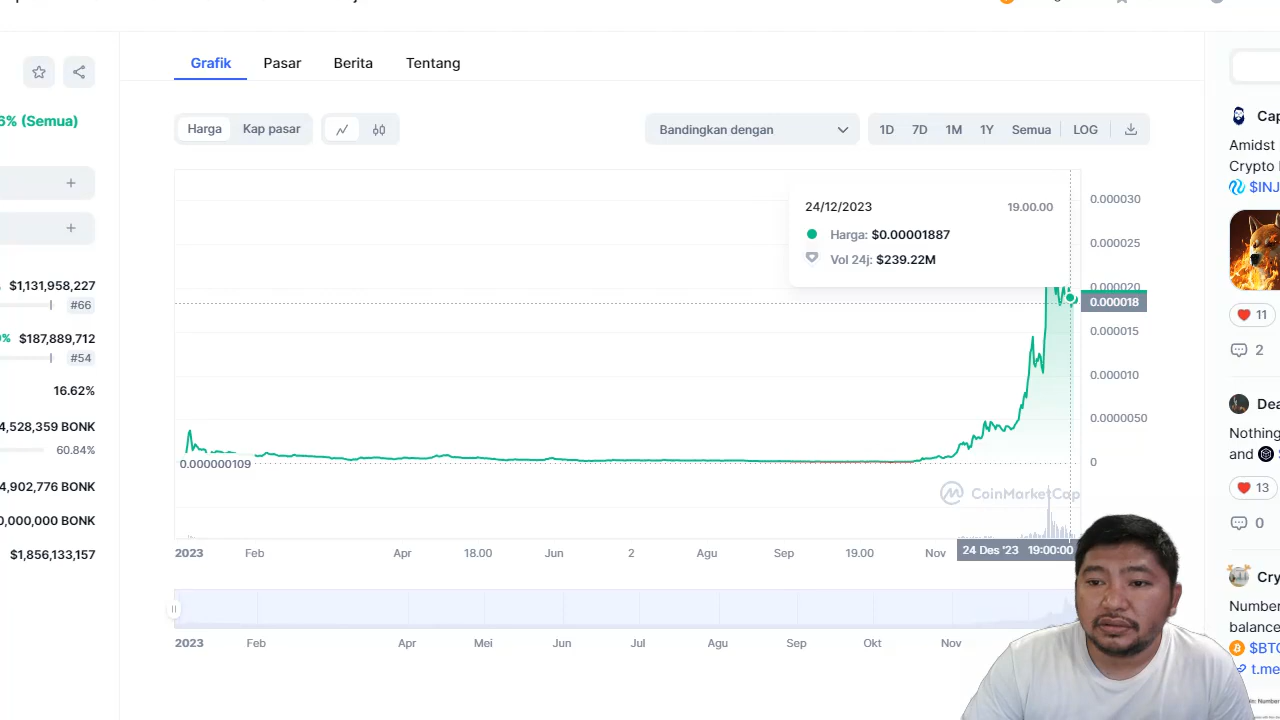 Grafik Pasar Berita Tentang
6% (Semua)
Harga Kap pasar
Bandingkan dengan
1D 7D 1M 1Y Semua LOG
24/12/2023 19.00.00
Harga: $0.00001887
Vol 24j: $239.22M
0.000030
0.000025
0.000020
0.000018
0.000015
0.000010
0.0000050
0
0.000000109
CoinMarketCap
2023 Feb Apr 18.00 Jun 2 Agu Sep 19.00 Nov
24 Des '23 19:00:00
2023 Feb Apr Mei Jun Jul Agu Sep Okt Nov
$1,131,958,227
#66
% $187,889,712
#54
16.62%
4,528,359 BONK
60.84%
4,902,776 BONK
0,000,000 BONK
$1,856,133,157
Cap
Amidst
Crypto
$INJ
11
2
Dea
Nothing
and
13
0
Cry
Number
balance
$BTC
t.me